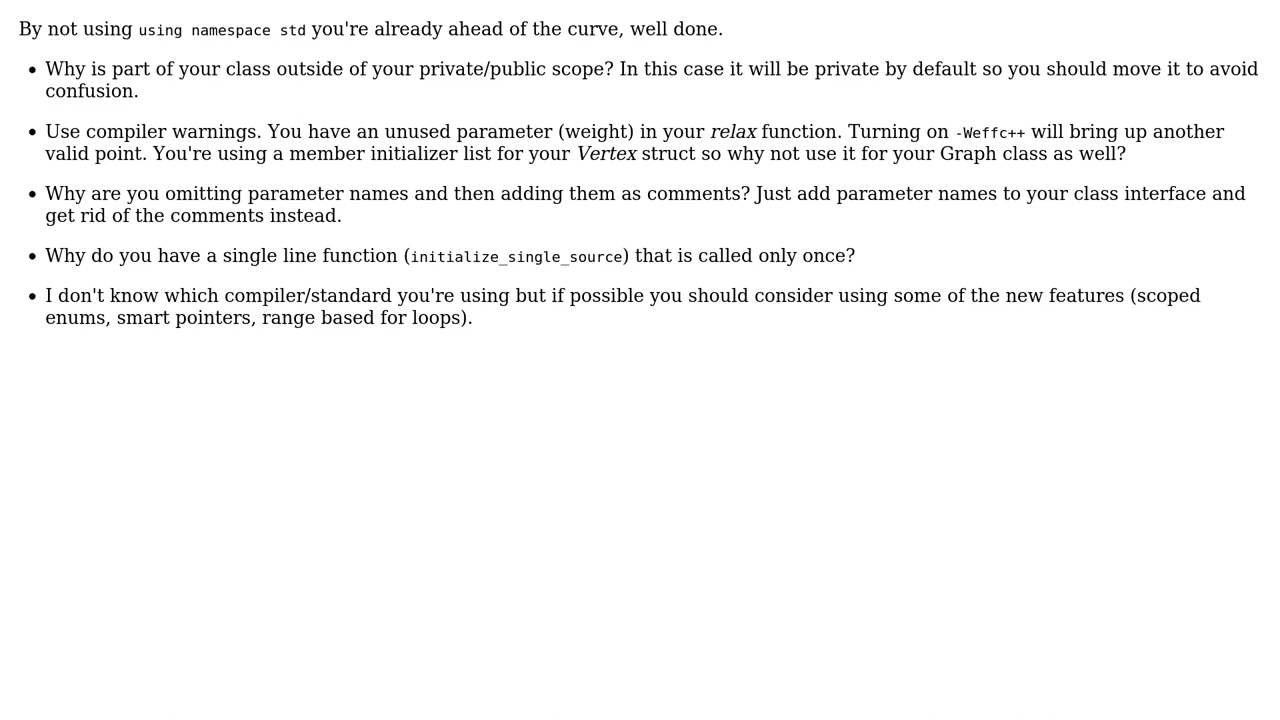 By not using using namespace std you're already ahead of the curve, well done.
• Why is part of your class outside of your private/public scope? In this case it will be private by default so you should move it to avoid
confusion.
• Use compiler warnings. You have an unused parameter (weight) in your relax function. Turning on -Weffc++ will bring up another
valid point. You're using a member initializer list for your Vertex struct so why not use it for your Graph class as well?
• Why are you omitting parameter names and then adding them as comments? Just add parameter names to your class interface and
get rid of the comments instead.
• Why do you have a single line function (initialize_single_source) that is called only once?
• I don't know which compiler/standard you're using but if possible you should consider using some of the new features (scoped
enums, smart pointers, range based for loops).